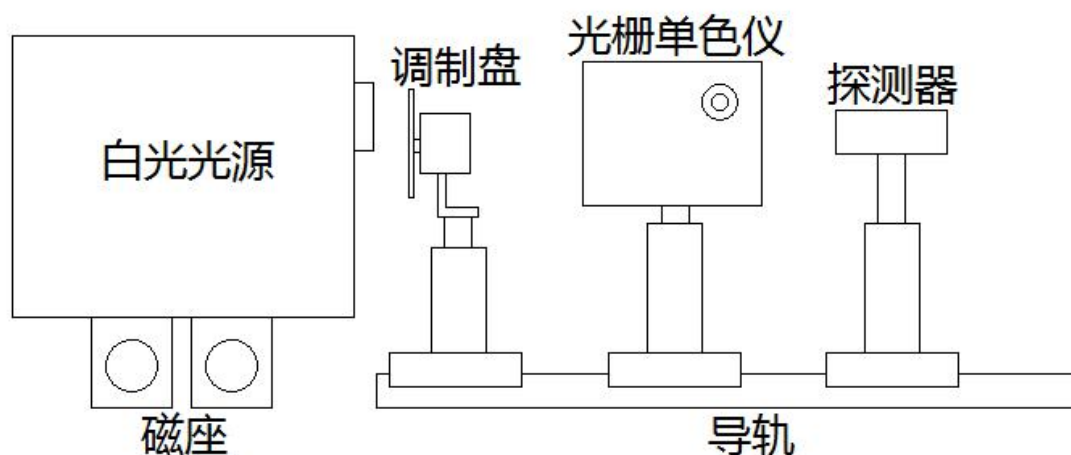 光栅单色仪
调制盘
探测器
白光光源
磁座
导轨